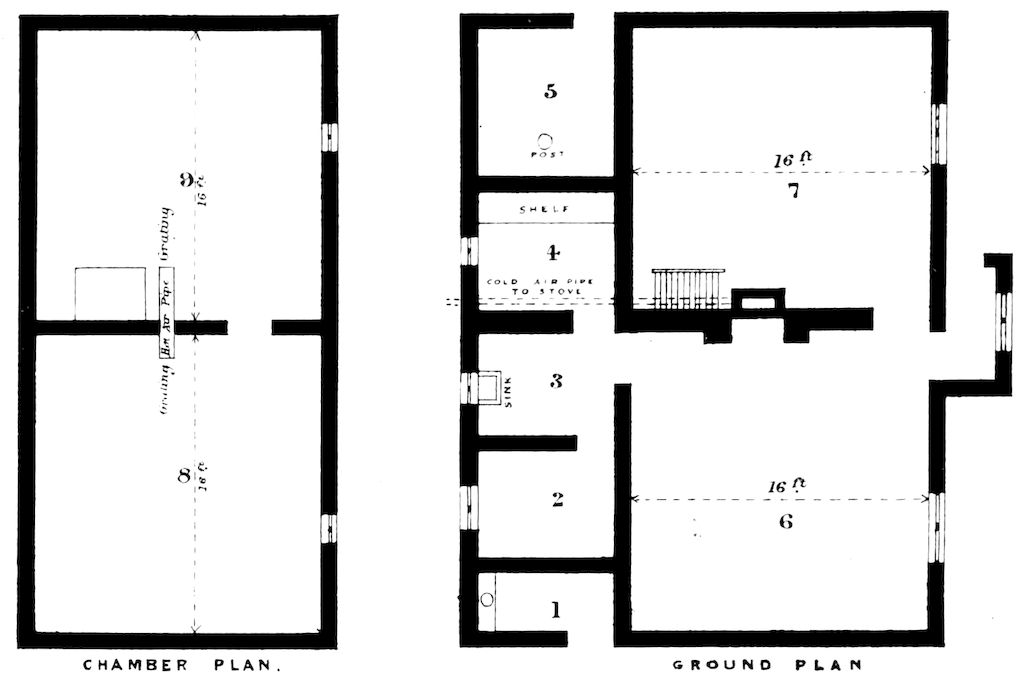 9
16 ft
Grating
Hot Air Pipe
Grating
8
16 ft
CHAMBER PLAN.
5
POST
SHELF
4
COLD AIR PIPE
TO STOVE
3
SINK
2
1
16 ft
7
16 ft
6
GROUND PLAN